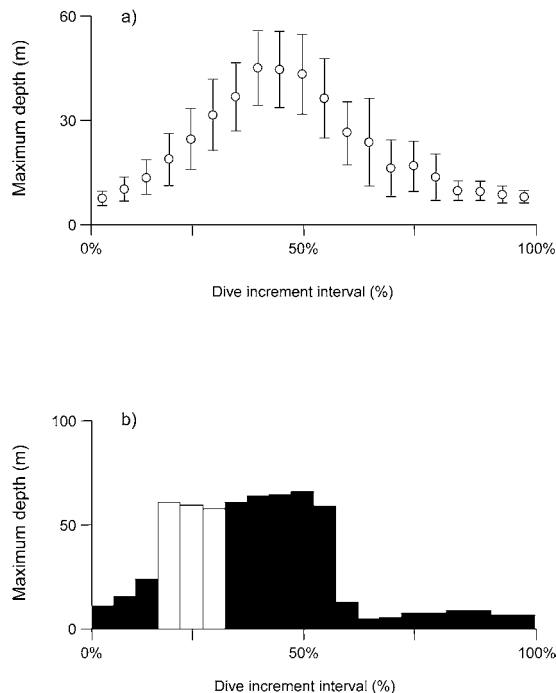 a)
60
30
0
Maximum depth (m)
0% 50% 100%
Dive increment interval (%)
b)
100
50
0
Maximum depth (m)
0% 50% 100%
Dive increment interval (%)